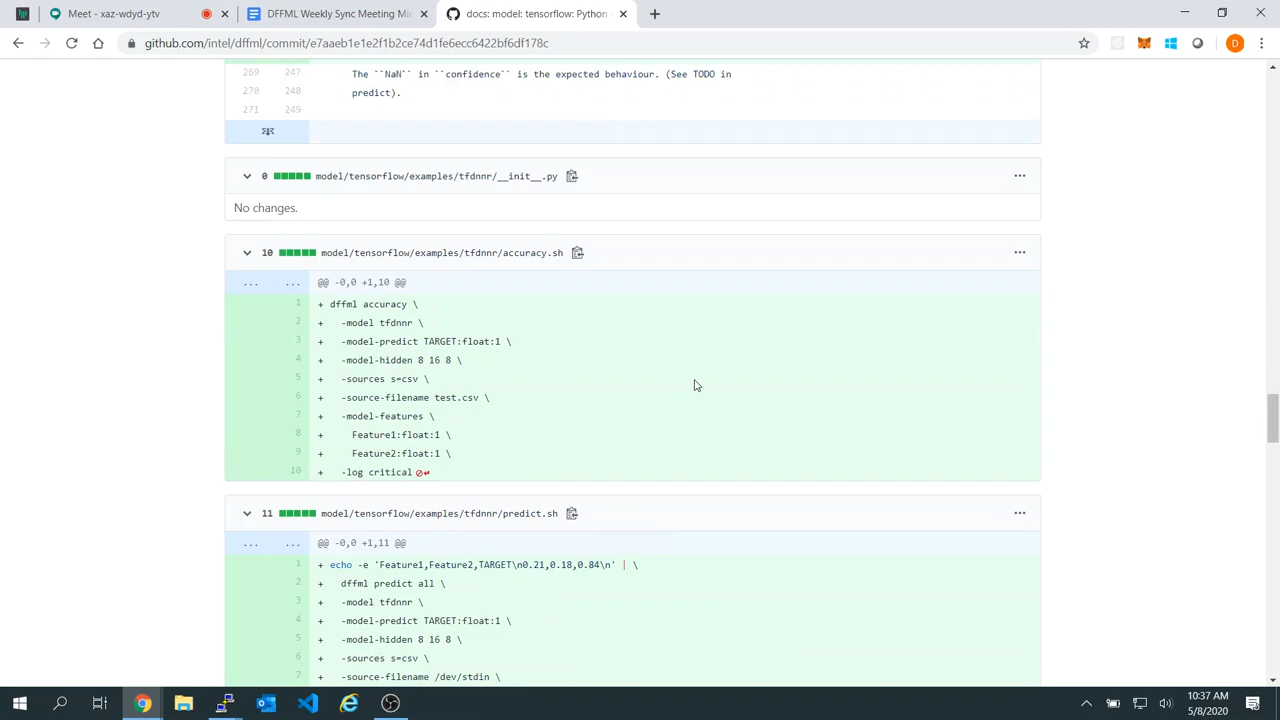 Meet - xaz-wdyd-ytv
DFFML Weekly Sync Meeting Mi
docs: model: tensorflow: Python
github.com/intel/dffml/commit/e7aaeb1e1e2f1b2ce74d1fe6ecc6422bf6df178c
D
269 247 The ``NaN`` in ``confidence`` is the expected behaviour. (See TODO in
270 248 predict).
271 249
0 model/tensorflow/examples/tfdnnr/__init__.py
No changes.
10 model/tensorflow/examples/tfdnnr/accuracy.sh
... ... @@ -0,0 +1,10 @@
1 + dffml accuracy \
2 + -model tfdnnr \
3 + -model-predict TARGET:float:1 \
4 + -model-hidden 8 16 8 \
5 + -sources s=csv \
6 + -source-filename test.csv \
7 + -model-features \
8 + Feature1:float:1 \
9 + Feature2:float:1 \
10 + -log critical
11 model/tensorflow/examples/tfdnnr/predict.sh
... ... @@ -0,0 +1,11 @@
1 + echo -e 'Feature1,Feature2,TARGET\n0.21,0.18,0.84\n' | \
2 + dffml predict all \
3 + -model tfdnnr \
4 + -model-predict TARGET:float:1 \
5 + -model-hidden 8 16 8 \
6 + -sources s=csv \
7 + -source-filename /dev/stdin \
10:37 AM
5/8/2020